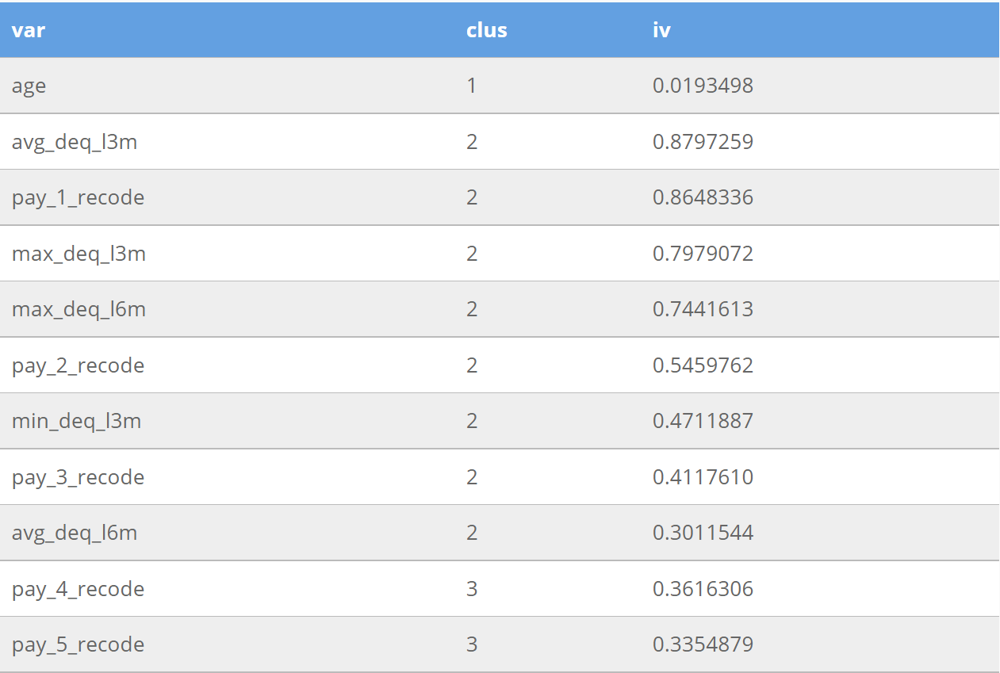 var clus iv
age 1 0.0193498
avg_deq_l3m 2 0.8797259
pay_1_recode 2 0.8648336
max_deq_l3m 2 0.7979072
max_deq_l6m 2 0.7441613
pay_2_recode 2 0.5459762
min_deq_l3m 2 0.4711887
pay_3_recode 2 0.4117610
avg_deq_l6m 2 0.3011544
pay_4_recode 3 0.3616306
pay_5_recode 3 0.3354879